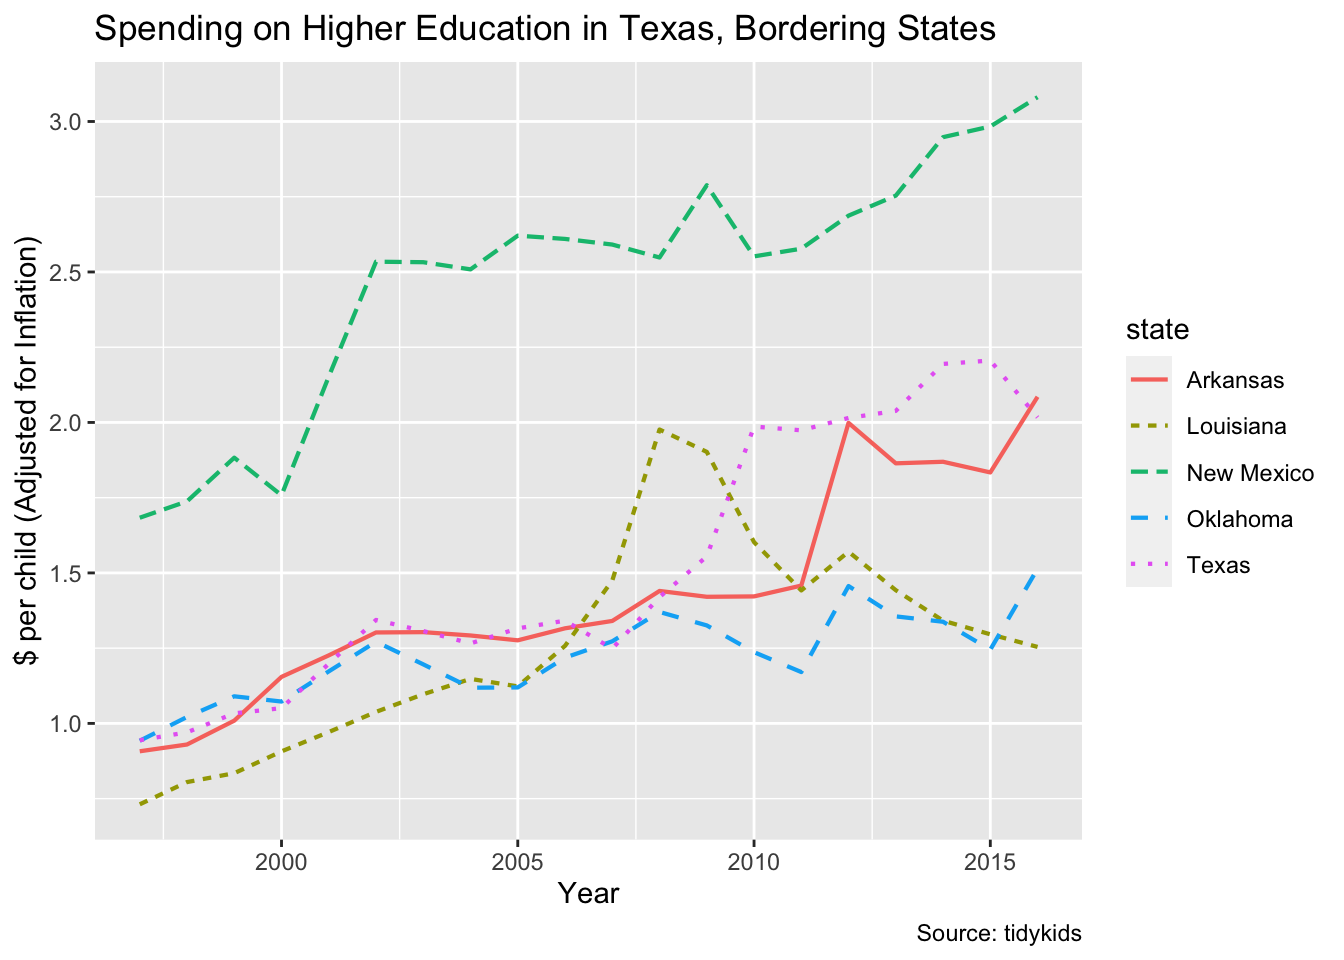 Spending on Higher Education in Texas, Bordering States
$ per child (Adjusted for Inflation)
3.0
2.5
2.0
1.5
1.0
2000 2005 2010 2015
Year
state
Arkansas
Louisiana
New Mexico
Oklahoma
Texas
Source: tidykids